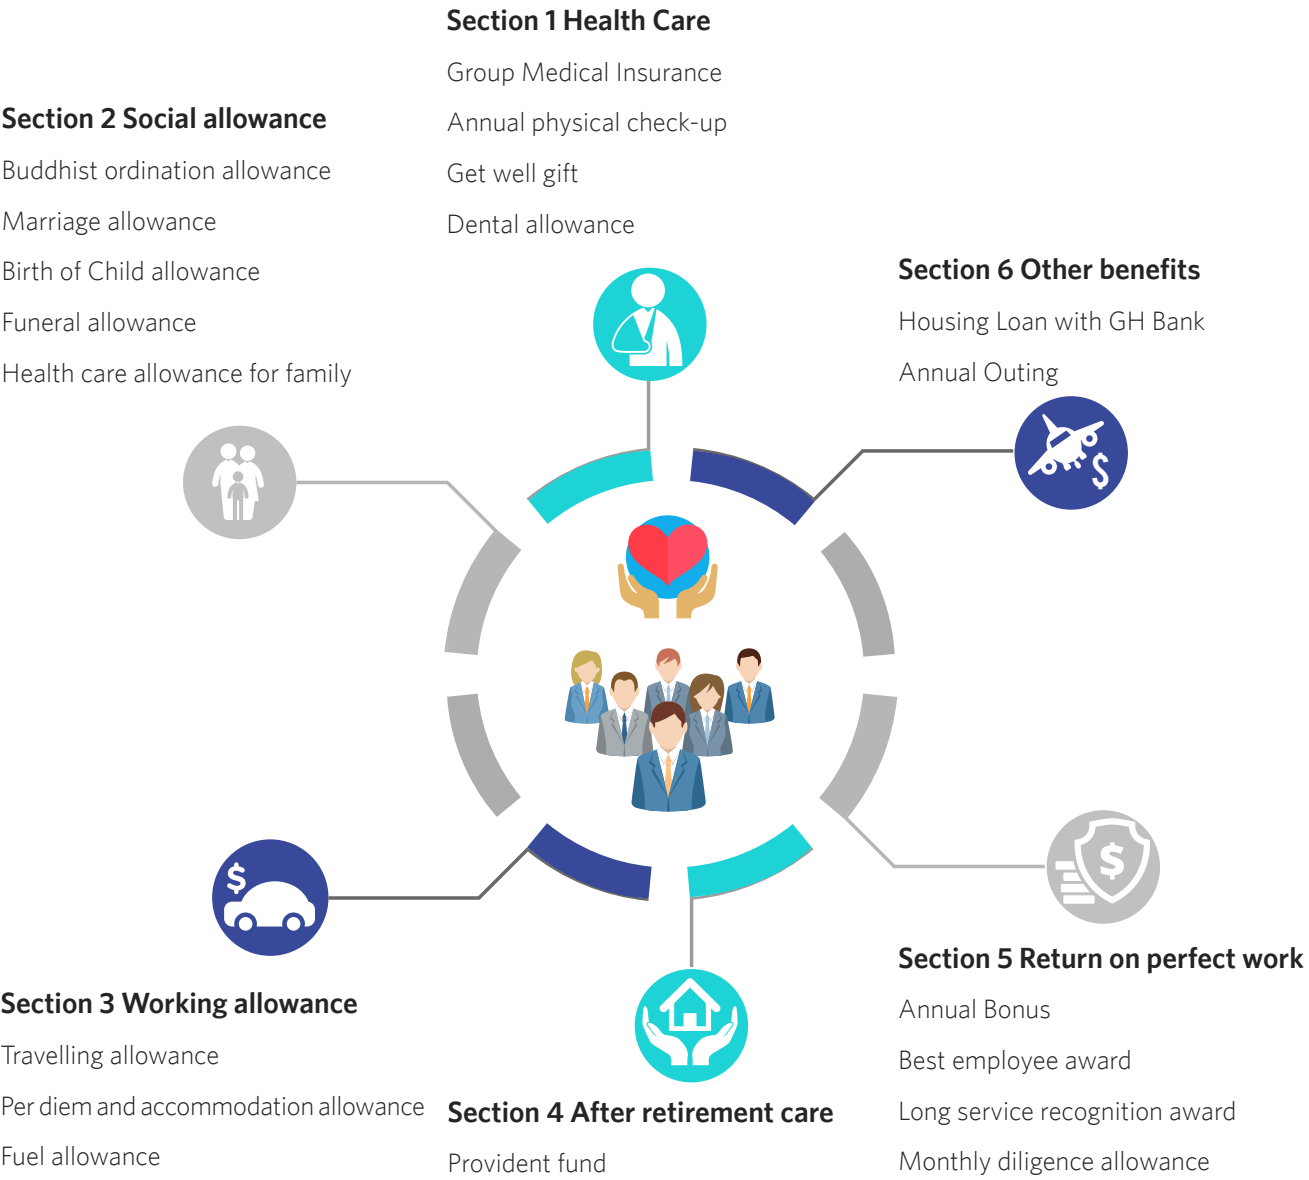 Section 1 Health Care
Group Medical Insurance
Annual physical check-up
Get well gift
Dental allowance
Section 2 Social allowance
Buddhist ordination allowance
Marriage allowance
Birth of Child allowance
Funeral allowance
Health care allowance for family
Section 6 Other benefits
Housing Loan with GH Bank
Annual Outing
$
$
$
Section 3 Working allowance
Travelling allowance
Per diem and accommodation allowance
Fuel allowance
Section 4 After retirement care
Provident fund
Section 5 Return on perfect work
Annual Bonus
Best employee award
Long service recognition award
Monthly diligence allowance